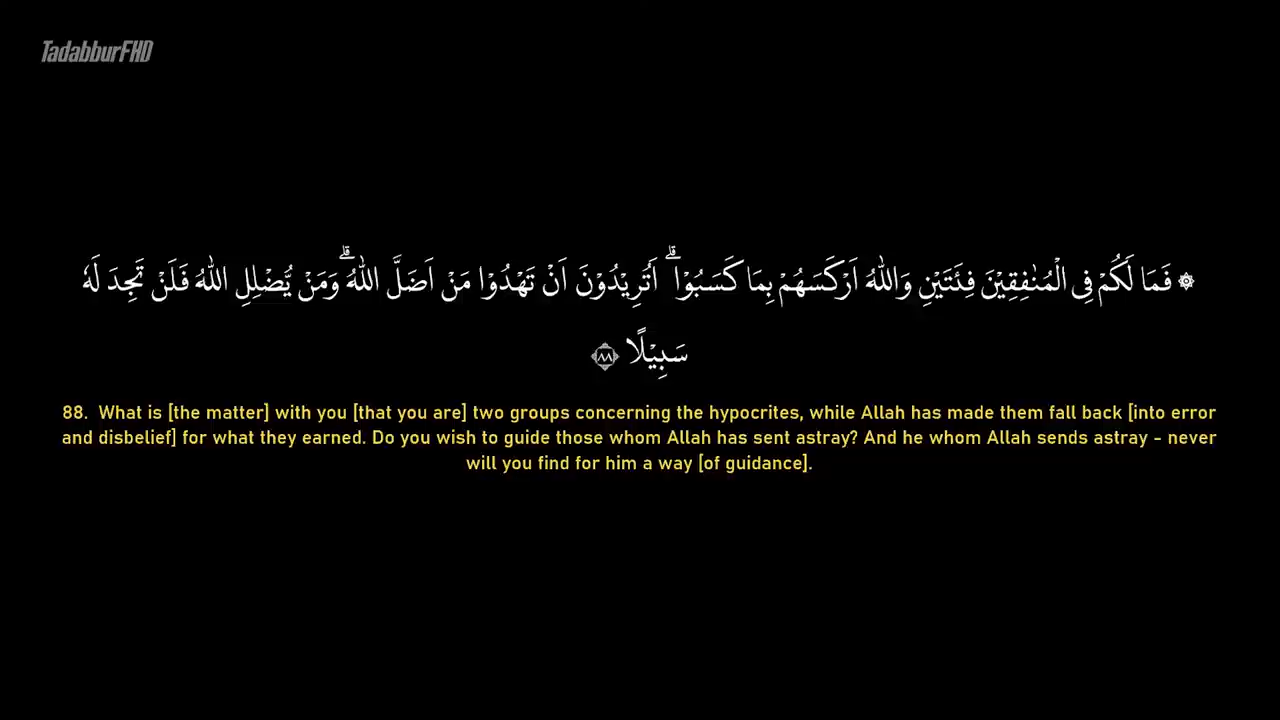 TadabburFHD
۞ فَمَا لَكُمْ فِى الْمُنٰفِقِيْنَ فِئَتَيْنِ وَاللّٰهُ اَرْكَسَهُمْ بِمَا كَسَبُوْا ۗ اَتُرِيْدُوْنَ اَنْ تَهْدُوْا مَنْ اَضَلَّ اللّٰهُ ۗ وَمَنْ يُّضْلِلِ اللّٰهُ فَلَنْ تَجِدَ لَهٗ
سَبِيْلًا ٨٨
88. What is [the matter] with you [that you are] two groups concerning the hypocrites, while Allah has made them fall back [into error
and disbelief] for what they earned. Do you wish to guide those whom Allah has sent astray? And he whom Allah sends astray - never
will you find for him a way [of guidance].